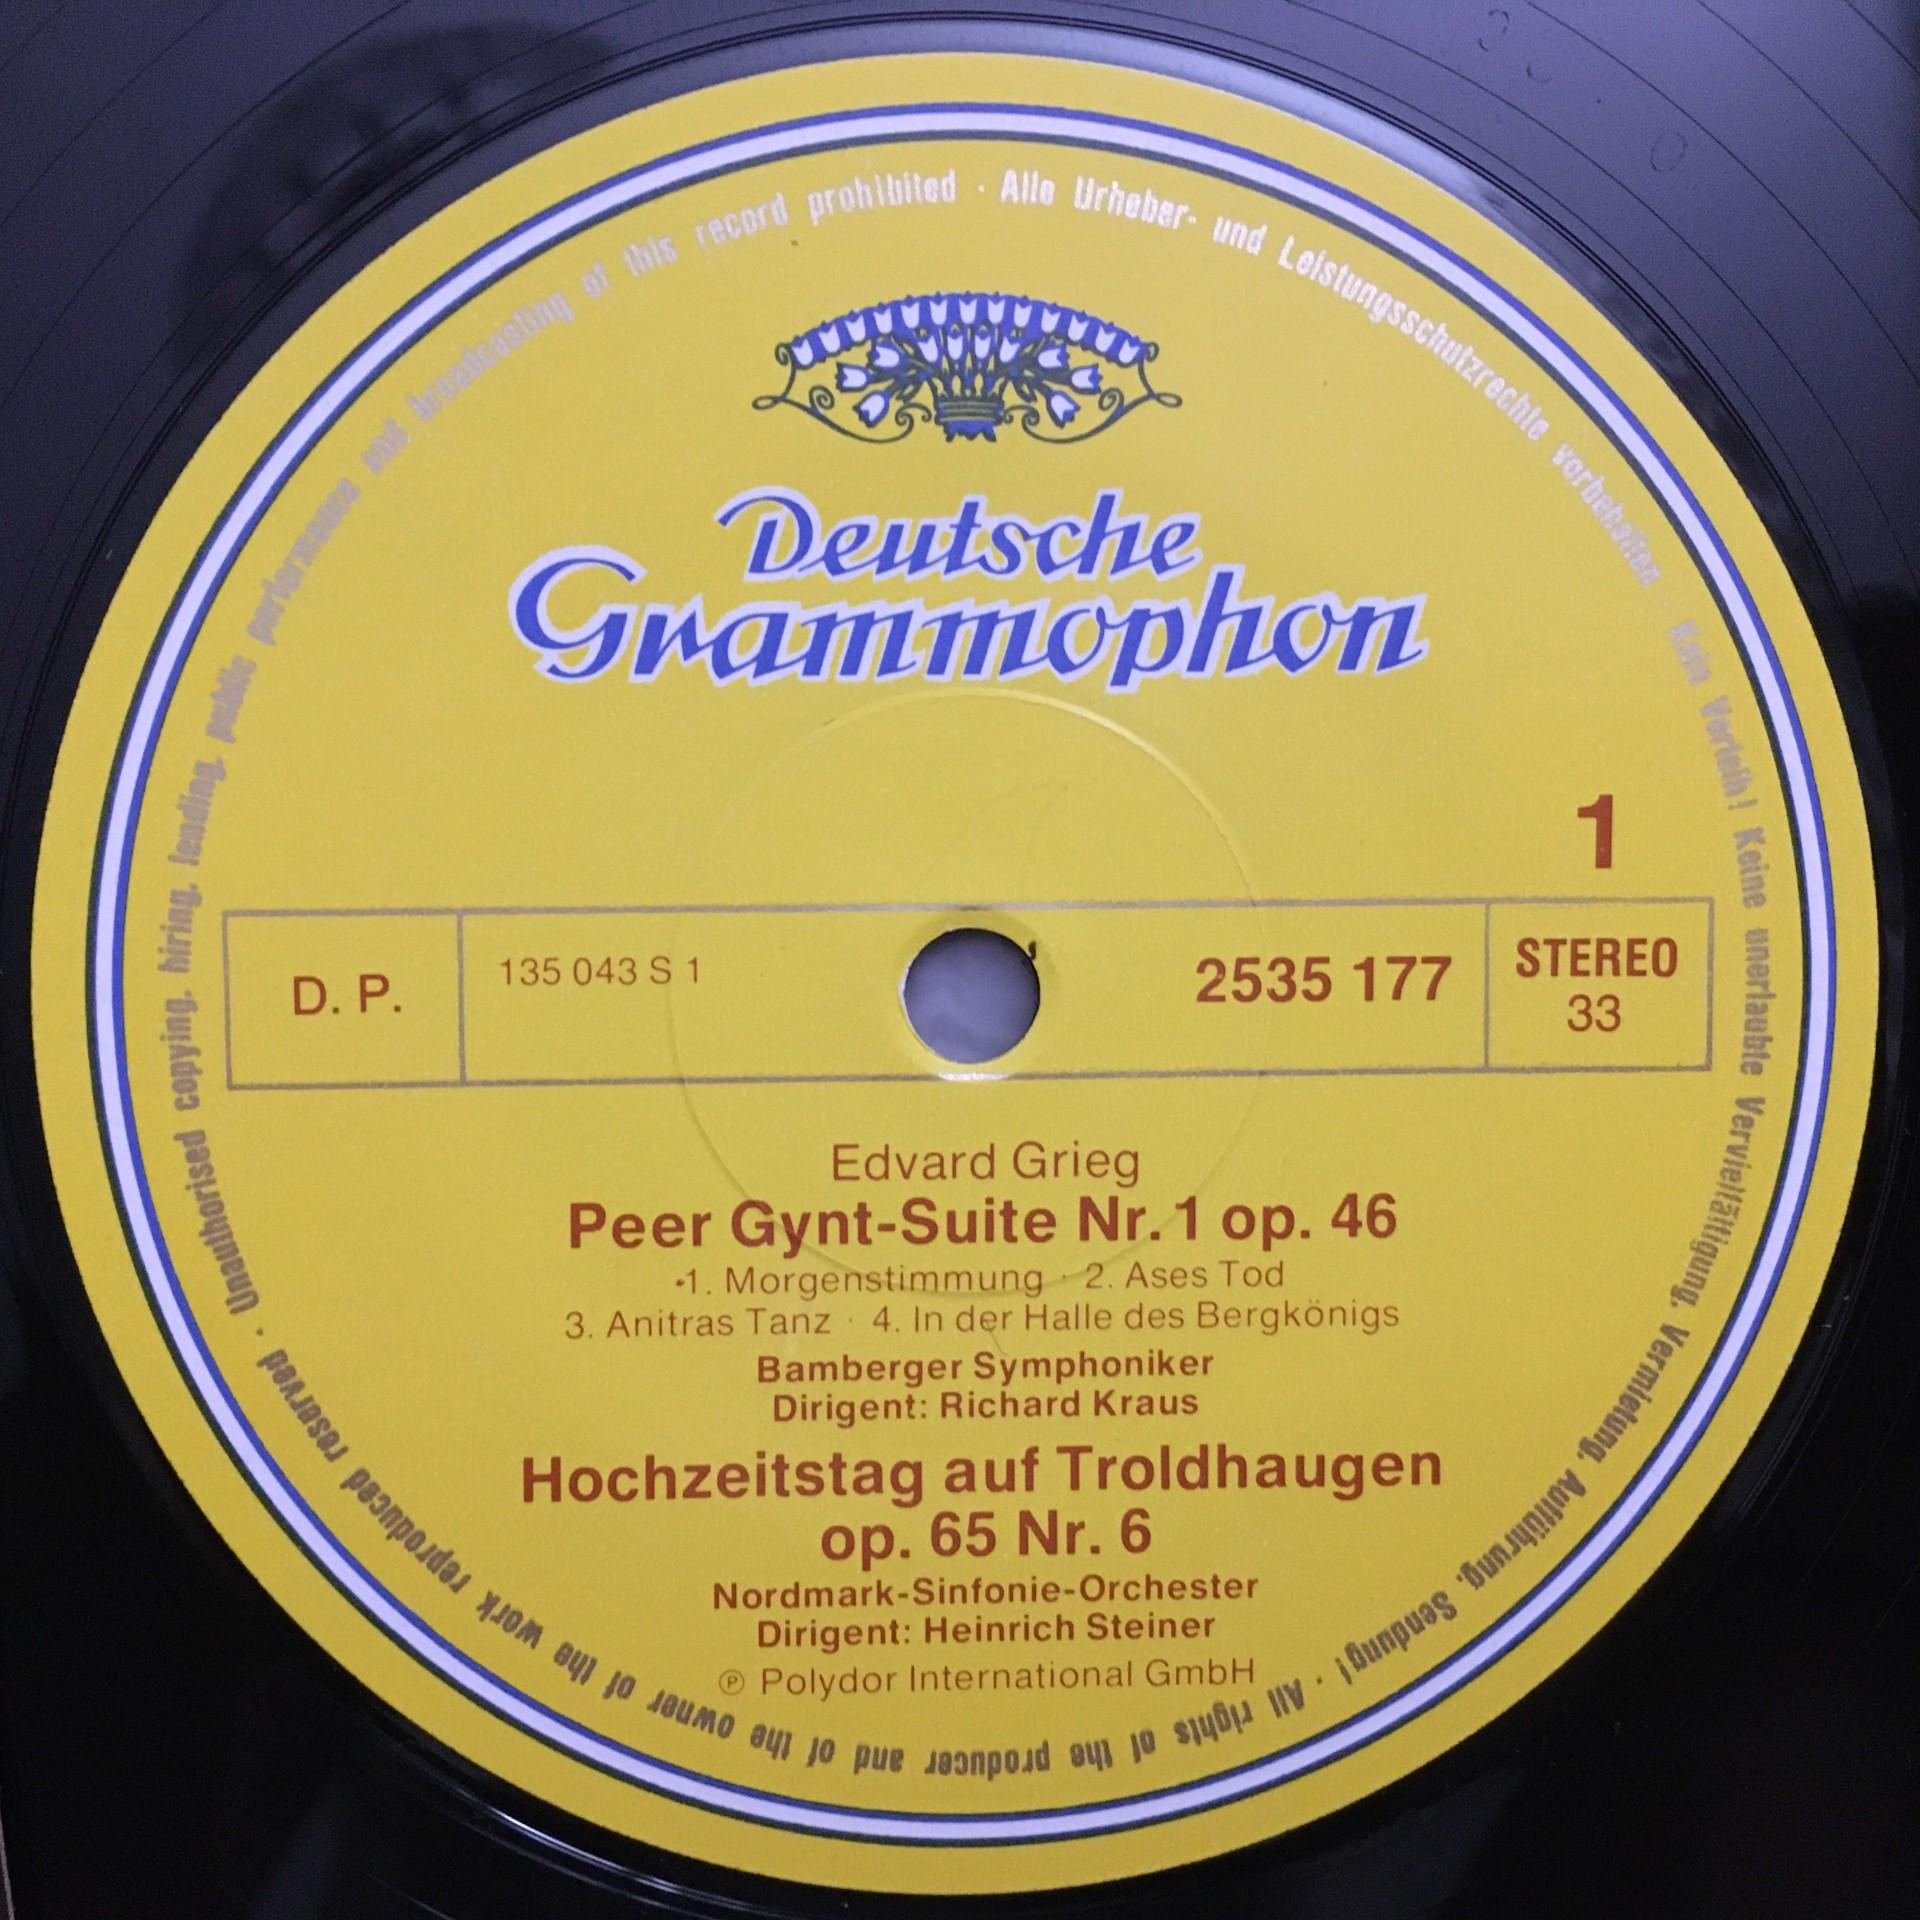 Alle Urheber- und Leistungsschutzrechte vorbehalten · Kein Verleih! Keine unerlaubte Vervielfältigung, Vermietung, Aufführung, Sendung! · All rights of the producer and of the owner of the work reproduced reserved · Unauthorised copying, hiring, lending, public performance and broadcasting of this record prohibited ·
Deutsche
Grammophon
1
D. P.
135 043 S 1
2535 177
STEREO
33
Edvard Grieg
Peer Gynt-Suite Nr. 1 op. 46
·1. Morgenstimmung · 2. Ases Tod
3. Anitras Tanz · 4. In der Halle des Bergkönigs
Bamberger Symphoniker
Dirigent: Richard Kraus
Hochzeitstag auf Troldhaugen
op. 65 Nr. 6
Nordmark-Sinfonie-Orchester
Dirigent: Heinrich Steiner
℗ Polydor International GmbH